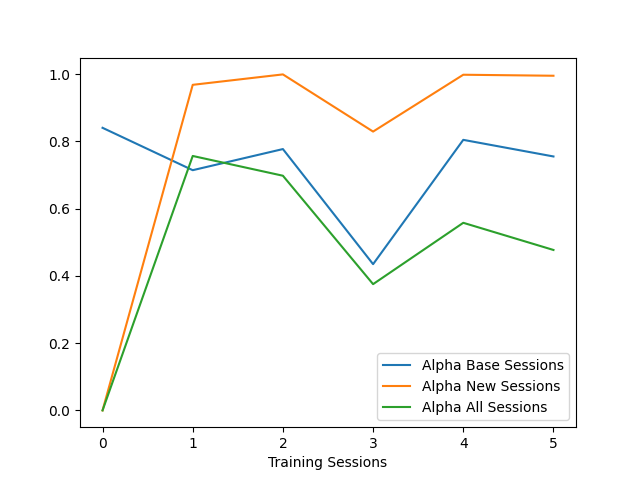 1.0
0.8
0.6
0.4
0.2
0.0
Alpha Base Sessions
Alpha New Sessions
Alpha All Sessions
0 1 2 3 4 5
Training Sessions